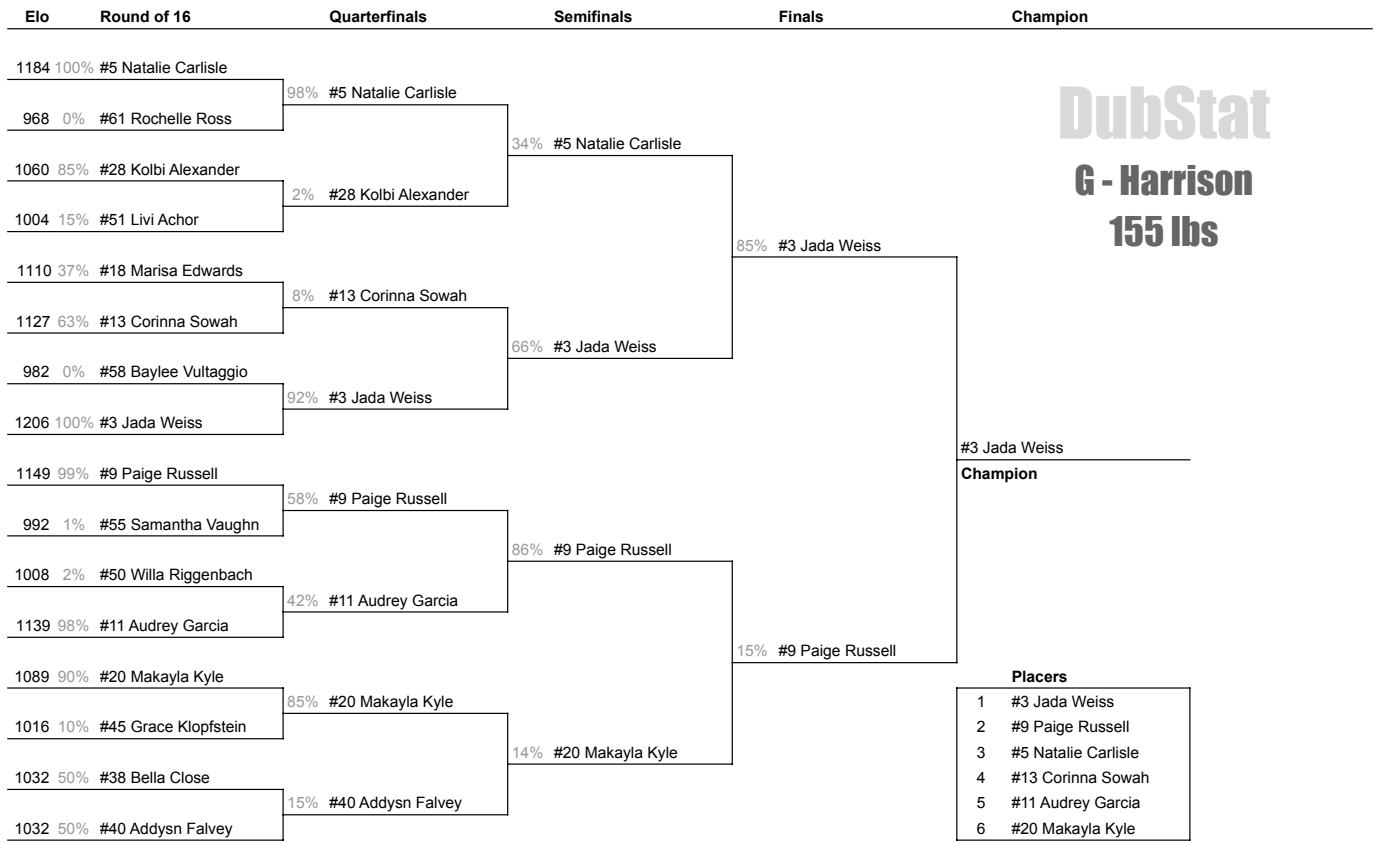 Elo Round of 16 Quarterfinals Semifinals Finals Champion
1184 100% #5 Natalie Carlisle
98% #5 Natalie Carlisle
968 0% #61 Rochelle Ross
34% #5 Natalie Carlisle
1060 85% #28 Kolbi Alexander
2% #28 Kolbi Alexander
1004 15% #51 Livi Achor
85% #3 Jada Weiss
1110 37% #18 Marisa Edwards
8% #13 Corinna Sowah
1127 63% #13 Corinna Sowah
66% #3 Jada Weiss
982 0% #58 Baylee Vultaggio
92% #3 Jada Weiss
1206 100% #3 Jada Weiss
#3 Jada Weiss
Champion
1149 99% #9 Paige Russell
58% #9 Paige Russell
992 1% #55 Samantha Vaughn
86% #9 Paige Russell
1008 2% #50 Willa Riggenbach
42% #11 Audrey Garcia
1139 98% #11 Audrey Garcia
15% #9 Paige Russell
1089 90% #20 Makayla Kyle
85% #20 Makayla Kyle
1016 10% #45 Grace Klopfstein
14% #20 Makayla Kyle
1032 50% #38 Bella Close
15% #40 Addysn Falvey
1032 50% #40 Addysn Falvey
DubStat
G - Harrison
155 lbs
Placers
1 #3 Jada Weiss
2 #9 Paige Russell
3 #5 Natalie Carlisle
4 #13 Corinna Sowah
5 #11 Audrey Garcia
6 #20 Makayla Kyle